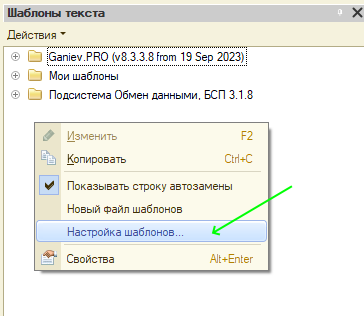 Шаблоны текста
Действия
Ganiev.PRO (v8.3.3.8 from 19 Sep 2023)
Мои шаблоны
Подсистема Обмен данными, БСП 3.1.8
Изменить F2
Копировать Ctrl+C
Показывать строку автозамены
Новый файл шаблонов
Настройка шаблонов...
Свойства Alt+Enter